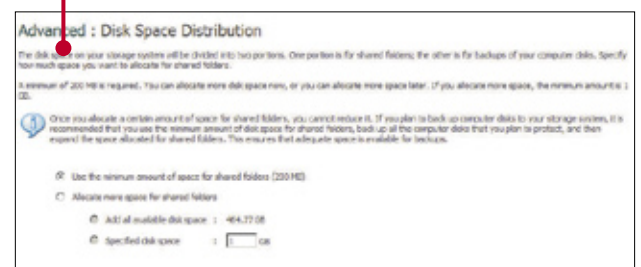 Advanced : Disk Space Distribution
The disk space on your storage system will be divided into two portions. One portion is for shared folders; the other is for backups of your computer disks. Specify
how much space you want to allocate for shared folders.
A minimum of 200 MB is required. You can allocate more disk space now, or you can allocate more space later. If you allocate more space, the minimum amount is 1
GB.
Once you allocate a certain amount of space for shared folders, you cannot reduce it. If you plan to back up computer disks to your storage system, it is
recommended that you use the minimum amount of disk space for shared folders, back up all the computer disks that you plan to protect, and then
expand the space allocated for shared folders. This ensures that adequate space is available for backups.
Use the minimum amount of space for shared folders (200 MB)
Allocate more space for shared folders
Add all available disk space : 464.77 GB
Specified disk space : 1 GB